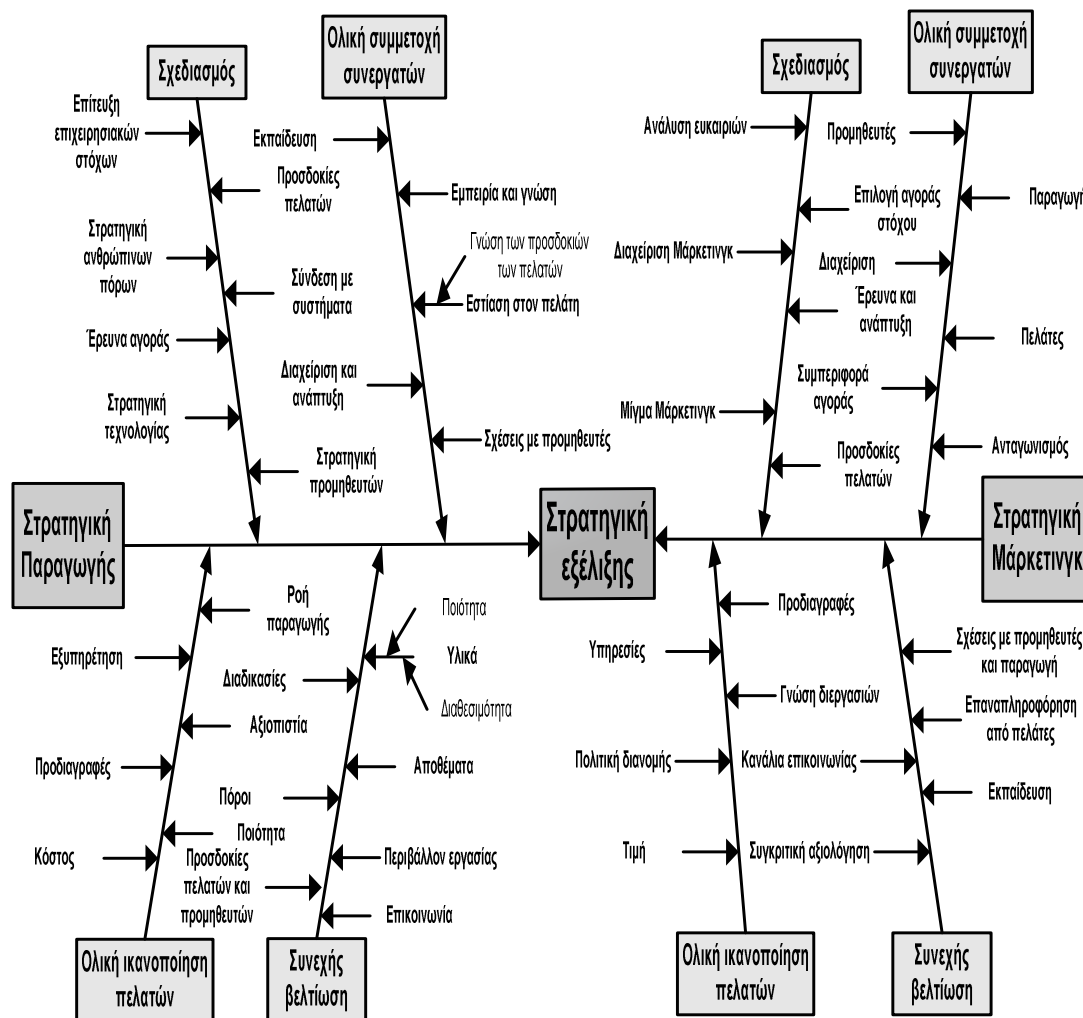 Σχεδιασμός
Επίτευξη
επιχειρησιακών
στόχων
Προσδοκίες
πελατών
Στρατηγική
ανθρώπινων
πόρων
Σύνδεση με
συστήματα
Έρευνα αγοράς
Στρατηγική
τεχνολογίας
Στρατηγική
προμηθευτών
Ολική συμμετοχή
συνεργατών
Εκπαίδευση
Εμπειρία και γνώση
Γνώση των προσδοκιών
των πελατών
Εστίαση στον πελάτη
Διαχείριση και
ανάπτυξη
Σχέσεις με προμηθευτές
Σχεδιασμός
Ανάλυση ευκαιριών
Επιλογή αγοράς
στόχου
Διαχείριση Μάρκετινγκ
Έρευνα και
ανάπτυξη
Μίγμα Μάρκετινγκ
Προσδοκίες
πελατών
Ολική συμμετοχή
συνεργατών
Προμηθευτές
Παραγωγή
Διαχείριση
Πελάτες
Συμπεριφορά
αγοράς
Ανταγωνισμός
Στρατηγική
Παραγωγής
Στρατηγική
εξέλιξης
Στρατηγική
Μάρκετινγκ
Ροή
παραγωγής
Εξυπηρέτηση
Αξιοπιστία
Προδιαγραφές
Ποιότητα
Κόστος
Ολική ικανοποίηση
πελατών
Ποιότητα
Υλικά
Διαδικασίες
Διαθεσιμότητα
Αποθέματα
Πόροι
Περιβάλλον εργασίας
Προσδοκίες
πελατών και
προμηθευτών
Επικοινωνία
Συνεχής
βελτίωση
Προδιαγραφές
Υπηρεσίες
Γνώση διεργασιών
Πολιτική διανομής
Τιμή
Ολική ικανοποίηση
πελατών
Σχέσεις με προμηθευτές
και παραγωγή
Επαναπληροφόρηση
από πελάτες
Κανάλια επικοινωνίας
Εκπαίδευση
Συγκριτική αξιολόγηση
Συνεχής
βελτίωση